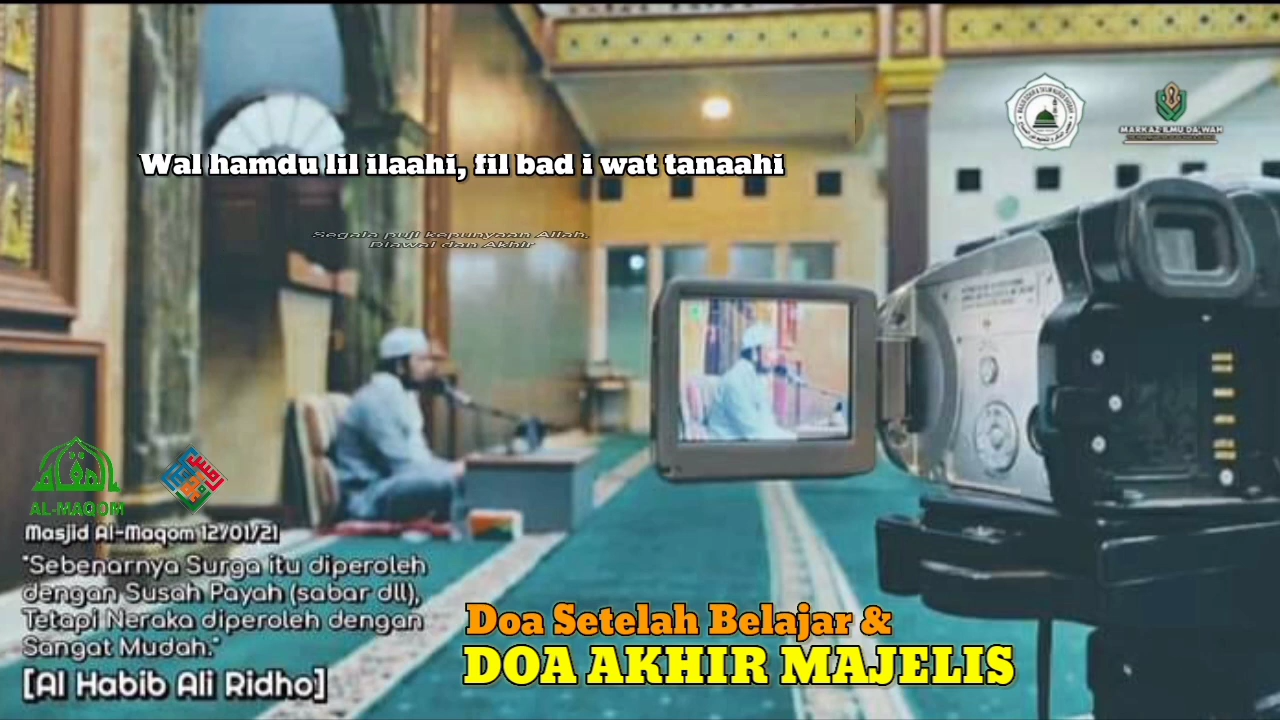 Wal hamdu lil ilaahi, fil bad i wat tanaahi
Segala puji kepunyaan Allah,
Diawal dan Akhir
MARKAZ ILMU DA'WAH
AL-MAQOM
Masjid Al-Maqom 12/01/21
"Sebenarnya Surga itu diperoleh
dengan Susah Payah (sabar dll),
Tetapi Neraka diperoleh dengan
Sangat Mudah."
[Al Habib Ali Ridho]
Doa Setelah Belajar &
DOA AKHIR MAJELIS